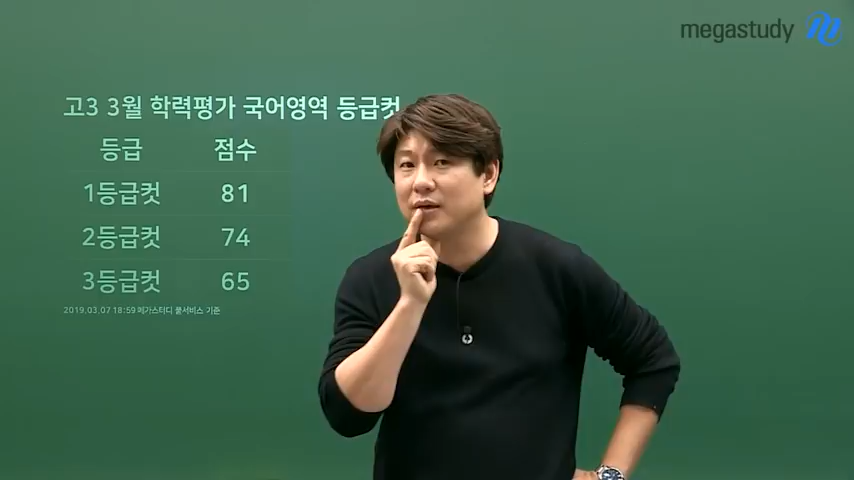 megastudy
고3 3월 학력평가 국어영역 등급컷
등급 점수
1등급컷 81
2등급컷 74
3등급컷 65
2019.03.07 18:59 메가스터디 풀서비스 기준